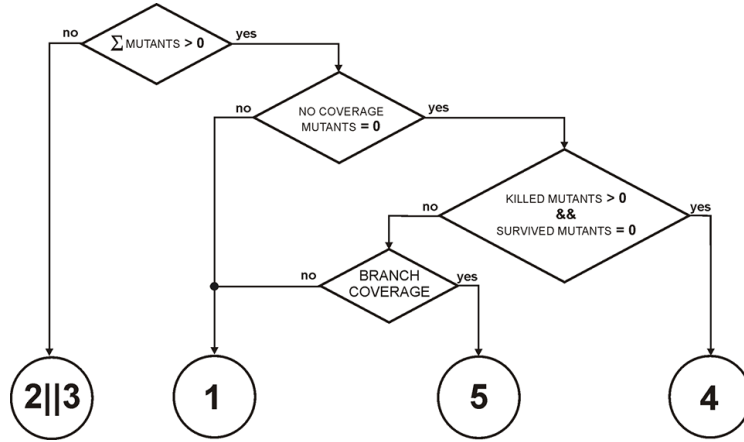 no
∑ MUTANTS > 0
yes
no
NO COVERAGE
MUTANTS = 0
yes
no
KILLED MUTANTS > 0
&&
SURVIVED MUTANTS = 0
yes
no
BRANCH
COVERAGE
yes
2||3
1
5
4